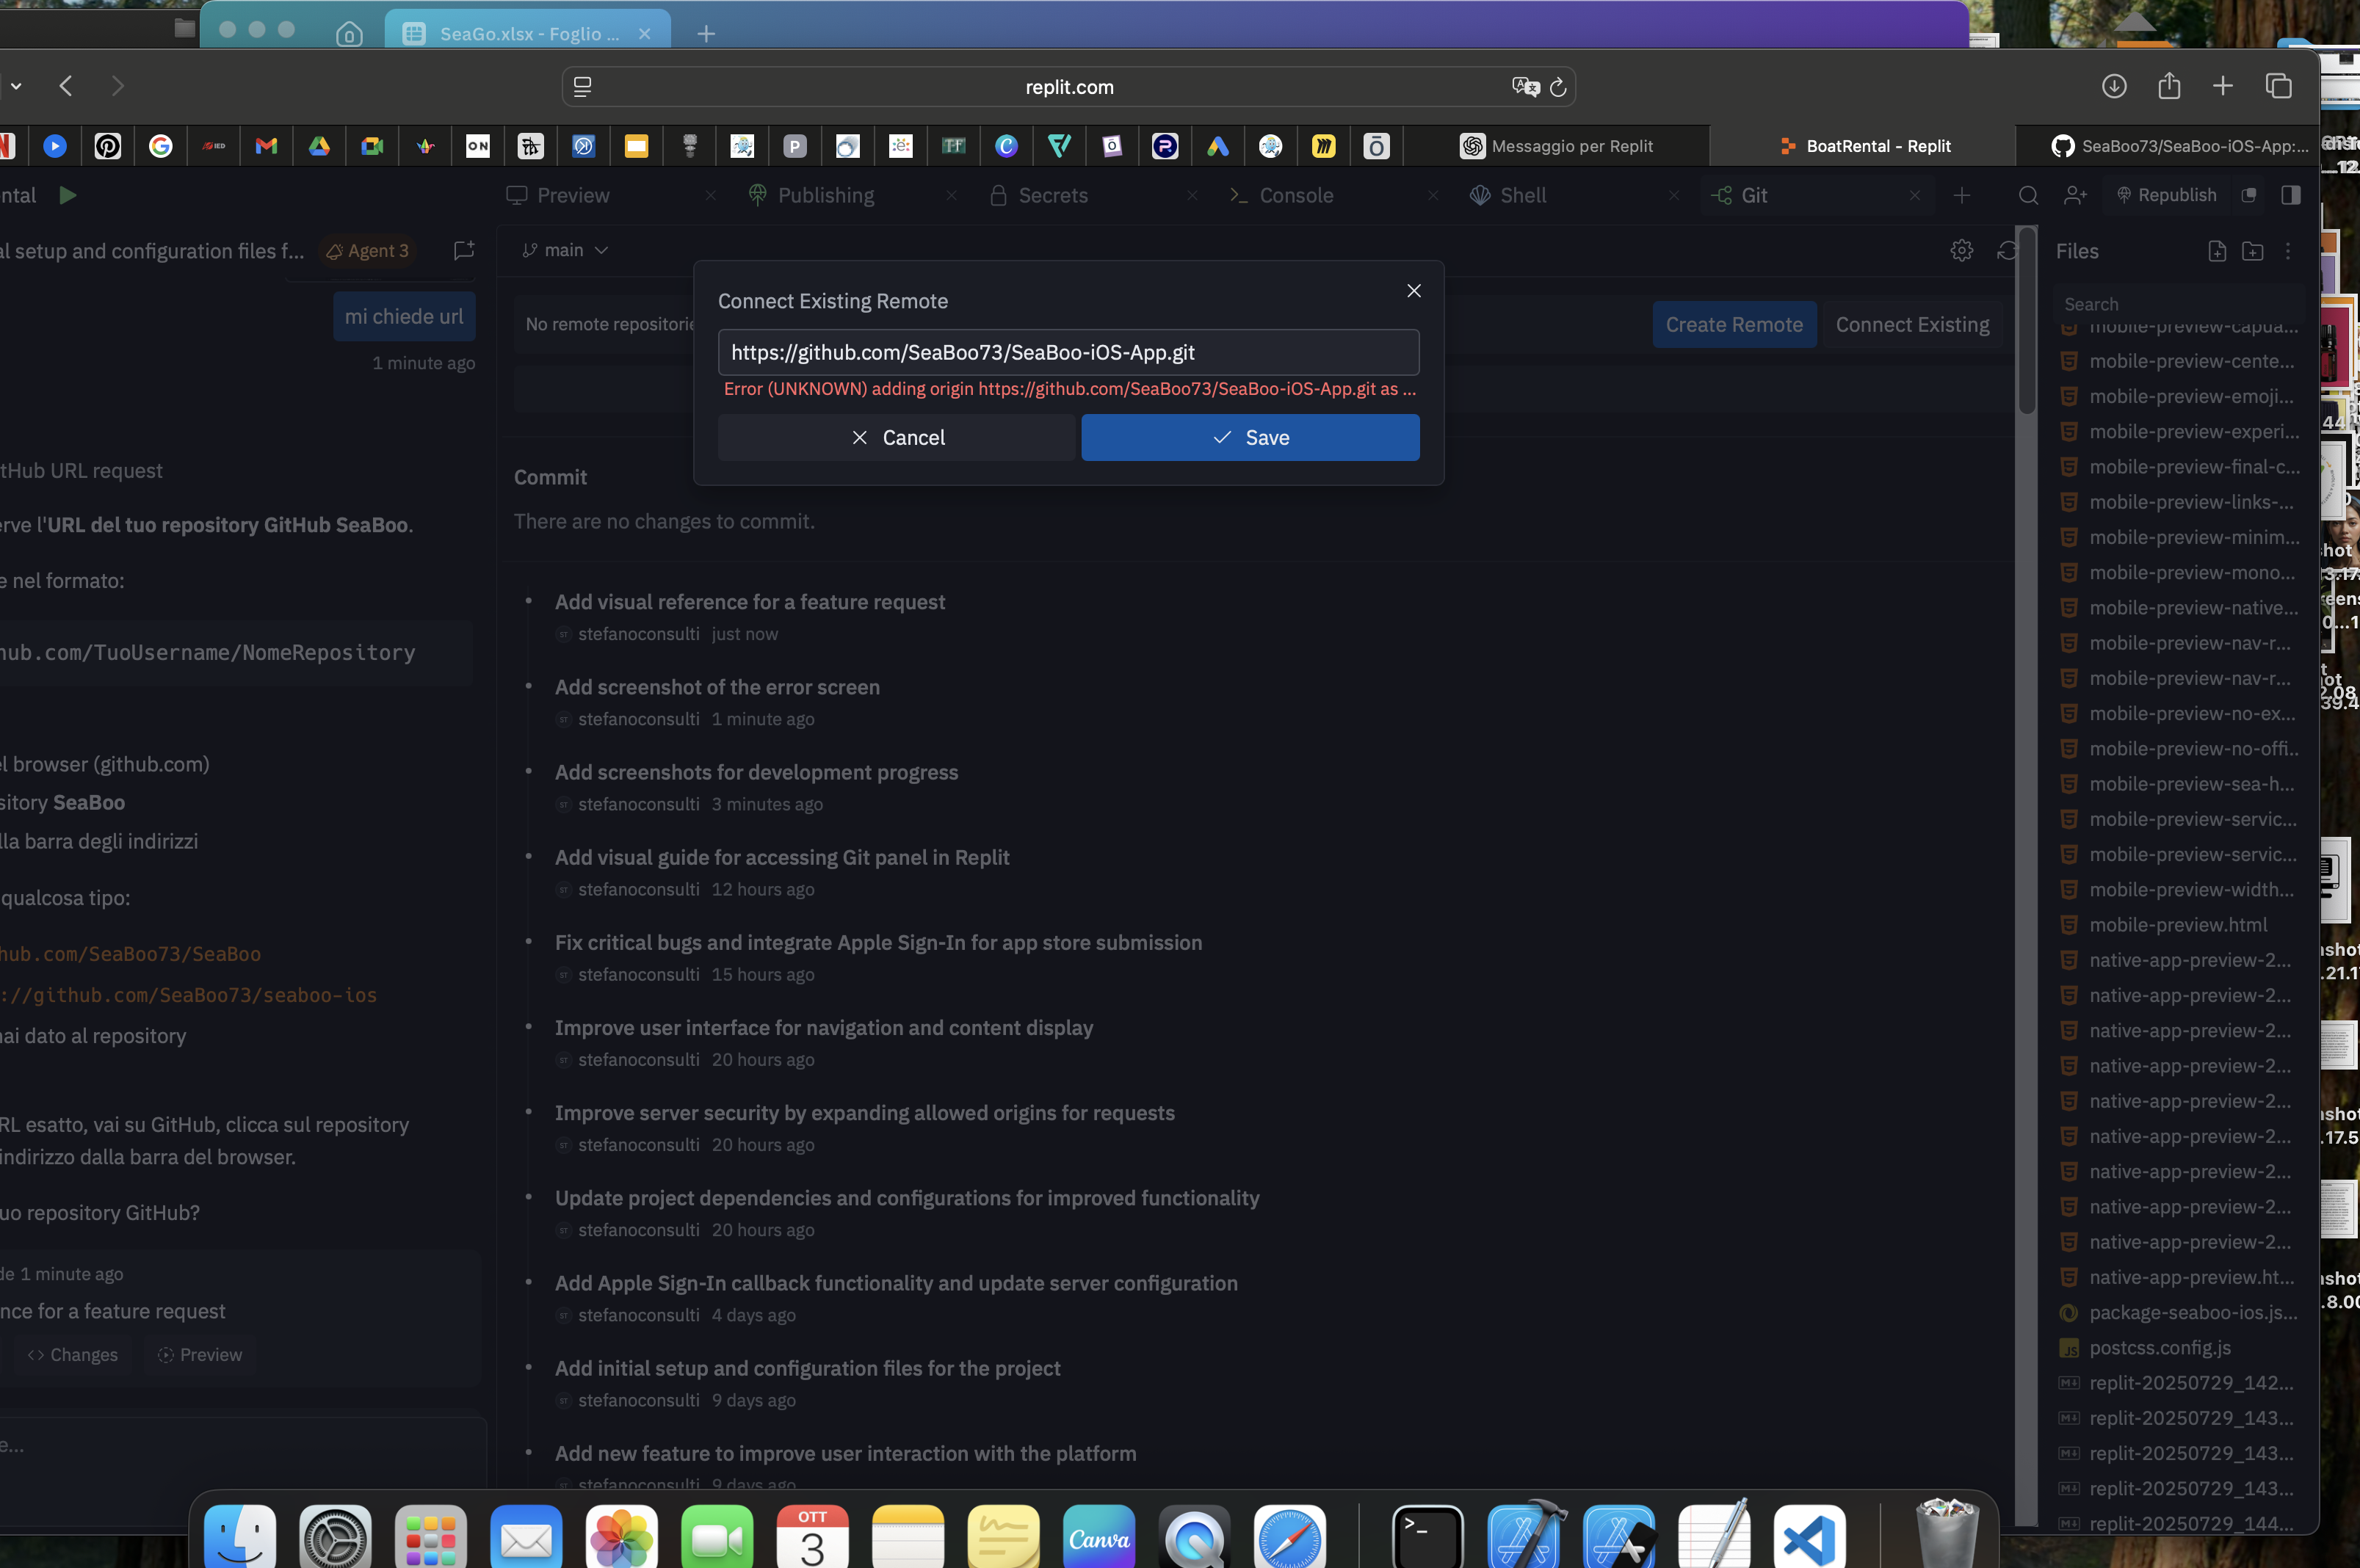 SeaGo.xlsx - Foglio ...
replit.com
ON
Messaggio per Replit
BoatRental - Replit
SeaBoo73/SeaBoo-iOS-App:...
ntal
Preview
Publishing
Secrets
Console
Shell
Git
Republish
al setup and configuration files f...
Agent 3
main
Files
mi chiede url
1 minute ago
Connect Existing Remote
No remote repositorie
https://github.com/SeaBoo73/SeaBoo-iOS-App.git
Error (UNKNOWN) adding origin https://github.com/SeaBoo73/SeaBoo-iOS-App.git as ...
Cancel
Save
Create Remote
Connect Existing
Search
mobile-preview-capua...
mobile-preview-cente...
mobile-preview-emoji...
mobile-preview-experi...
mobile-preview-final-c...
mobile-preview-links-...
mobile-preview-minim...
mobile-preview-mono...
mobile-preview-native...
mobile-preview-nav-r...
mobile-preview-nav-r...
mobile-preview-no-ex...
mobile-preview-no-offi...
mobile-preview-sea-h...
mobile-preview-servic...
mobile-preview-servic...
mobile-preview-width...
mobile-preview.html
native-app-preview-2...
native-app-preview-2...
native-app-preview-2...
native-app-preview-2...
native-app-preview-2...
native-app-preview-2...
native-app-preview-2...
native-app-preview-2...
native-app-preview-2...
native-app-preview.ht...
package-seaboo-ios.js...
postcss.config.js
replit-20250729_142...
replit-20250729_143...
replit-20250729_143...
replit-20250729_143...
replit-20250729_144...
tHub URL request
erve l'URL del tuo repository GitHub SeaBoo.
e nel formato:
hub.com/TuoUsername/NomeRepository
el browser (github.com)
sitory SeaBoo
lla barra degli indirizzi
qualcosa tipo:
hub.com/SeaBoo73/SeaBoo
://github.com/SeaBoo73/seaboo-ios
nai dato al repository
RL esatto, vai su GitHub, clicca sul repository
indirizzo dalla barra del browser.
uo repository GitHub?
de 1 minute ago
nce for a feature request
Changes
Preview
e...
Commit
There are no changes to commit.
Add visual reference for a feature request
stefanoconsulti just now
Add screenshot of the error screen
stefanoconsulti 1 minute ago
Add screenshots for development progress
stefanoconsulti 3 minutes ago
Add visual guide for accessing Git panel in Replit
stefanoconsulti 12 hours ago
Fix critical bugs and integrate Apple Sign-In for app store submission
stefanoconsulti 15 hours ago
Improve user interface for navigation and content display
stefanoconsulti 20 hours ago
Improve server security by expanding allowed origins for requests
stefanoconsulti 20 hours ago
Update project dependencies and configurations for improved functionality
stefanoconsulti 20 hours ago
Add Apple Sign-In callback functionality and update server configuration
stefanoconsulti 4 days ago
Add initial setup and configuration files for the project
stefanoconsulti 9 days ago
Add new feature to improve user interaction with the platform
stefanoconsulti 9 days ago
OTT
3
Canva